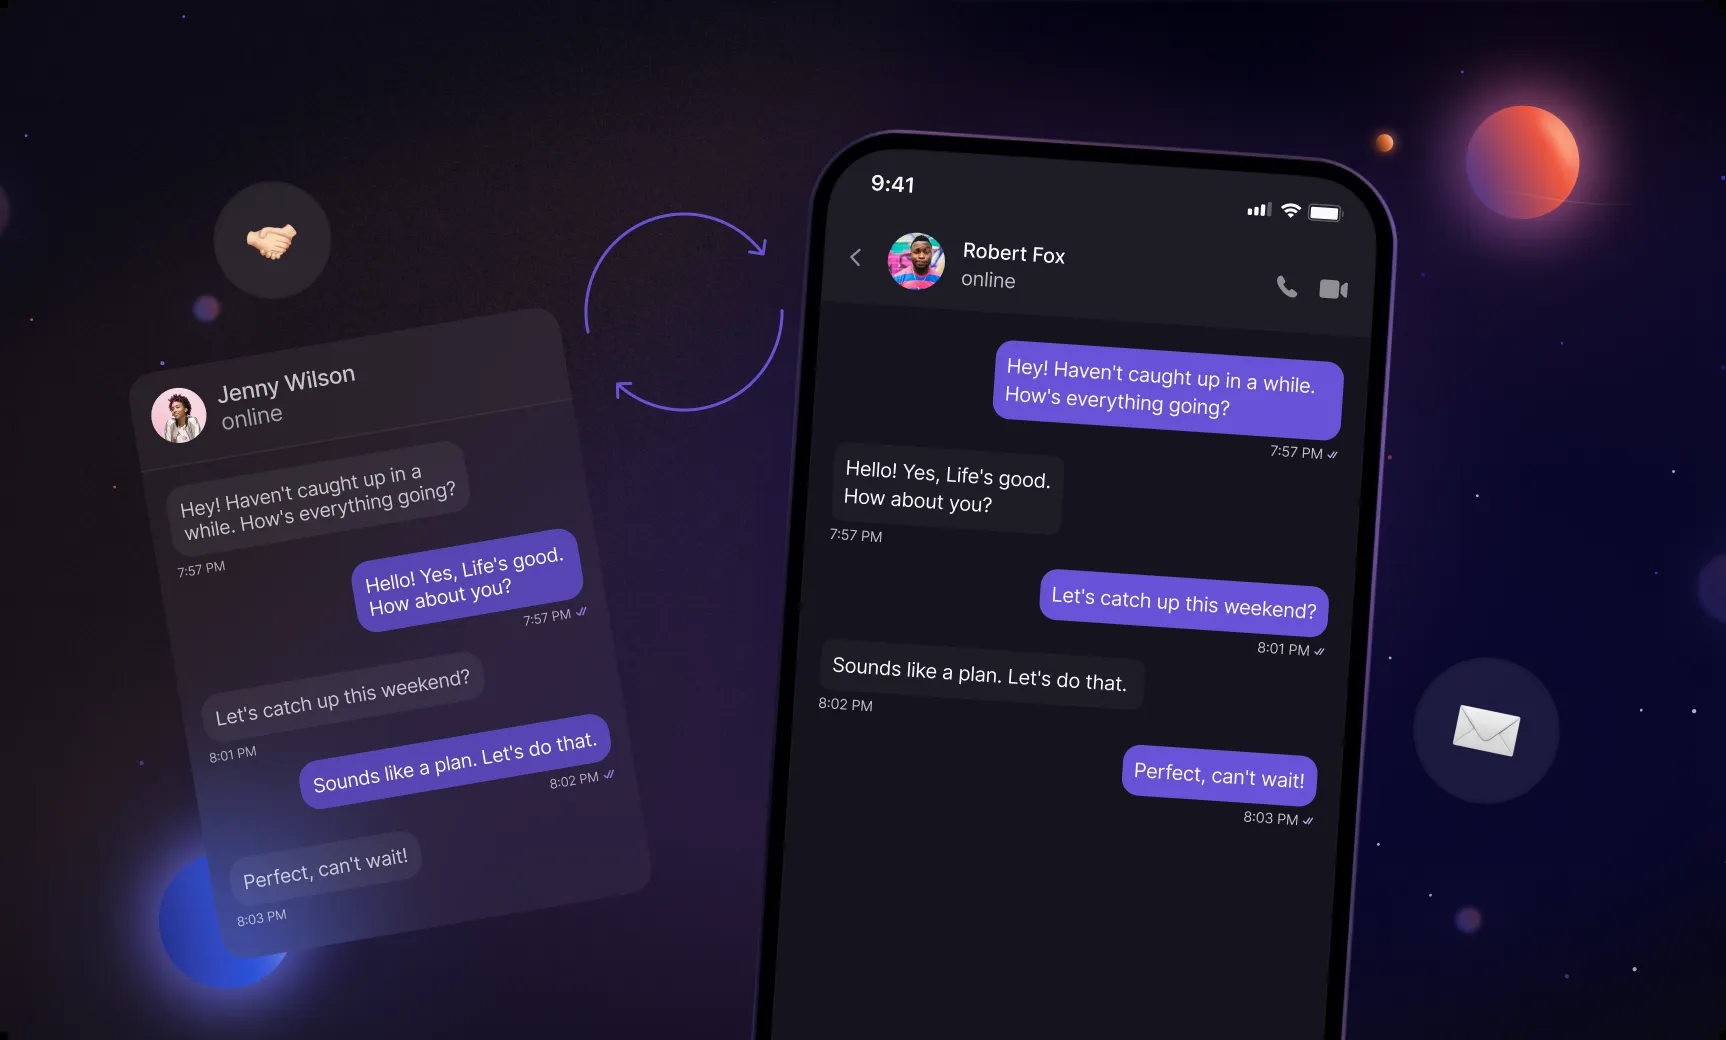 Jenny Wilson
online
Hey! Haven't caught up in a
while. How's everything going?
7:57 PM
Hello! Yes, Life's good.
How about you?
7:57 PM
Let's catch up this weekend?
8:01 PM
Sounds like a plan. Let's do that.
8:02 PM
Perfect, can't wait!
8:03 PM
9:41
Robert Fox
online
Hey! Haven't caught up in a while.
How's everything going?
7:57 PM
Hello! Yes, Life's good.
How about you?
7:57 PM
Let's catch up this weekend?
8:01 PM
Sounds like a plan. Let's do that.
8:02 PM
Perfect, can't wait!
8:03 PM